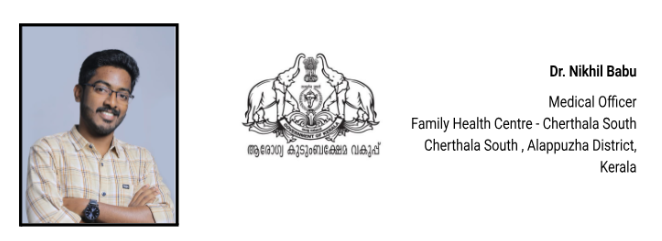 ആരോഗ്യ കുടുംബക്ഷേമ വകുപ്പ്
Dr. Nikhil Babu
Medical Officer
Family Health Centre - Cherthala South
Cherthala South , Alappuzha District,
Kerala